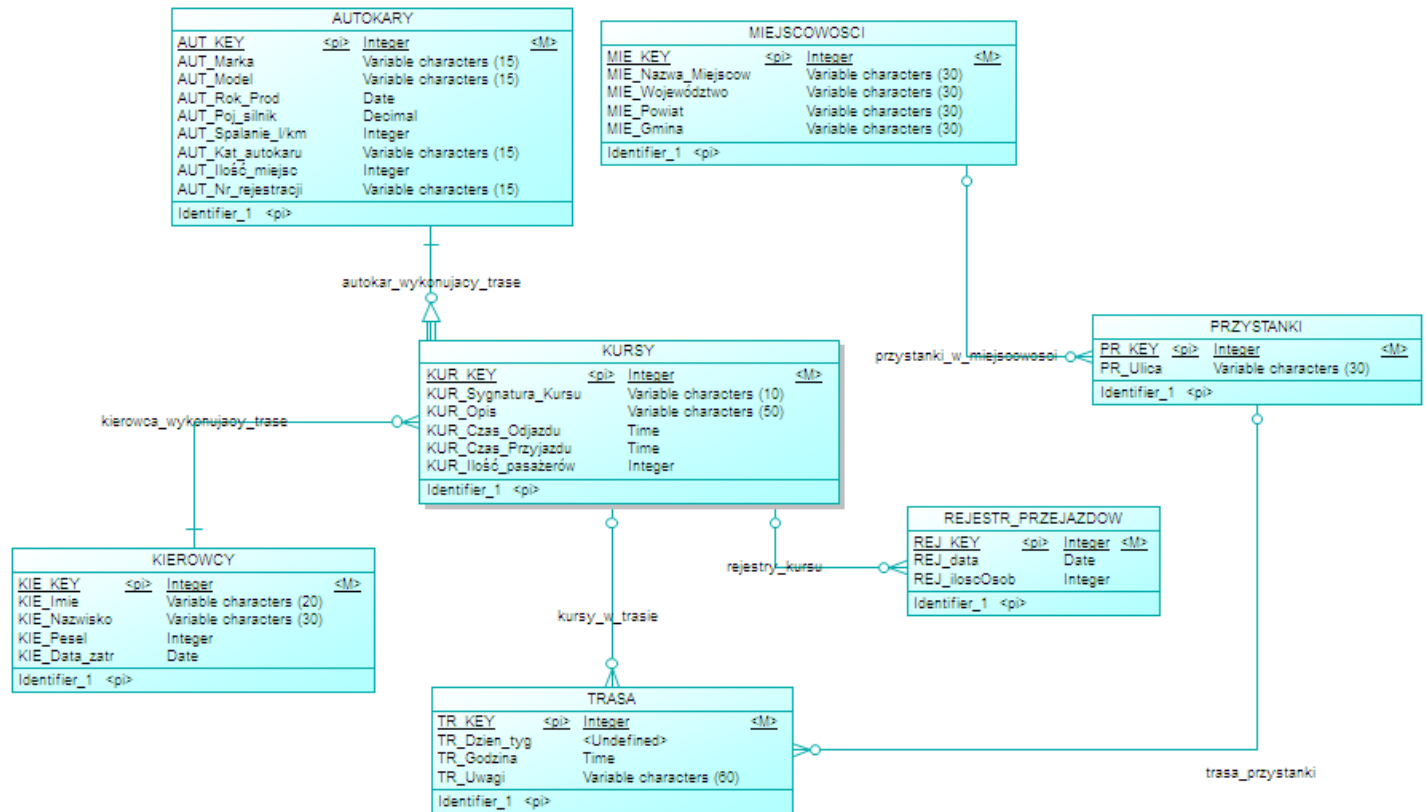 AUTOKARY
AUT_KEY <pi> Integer <M>
AUT_Marka Variable characters (15)
AUT_Model Variable characters (15)
AUT_Rok_Prod Date
AUT_Poj_silnik Decimal
AUT_Spalanie_l/km Integer
AUT_Kat_autokaru Variable characters (15)
AUT_Ilość_miejsc Integer
AUT_Nr_rejestracji Variable characters (15)
Identifier_1 <pi>
MIEJSCOWOSCI
MIE_KEY <pi> Integer <M>
MIE_Nazwa_Miejscow Variable characters (30)
MIE_Województwo Variable characters (30)
MIE_Powiat Variable characters (30)
MIE_Gmina Variable characters (30)
Identifier_1 <pi>
autokar_wykonujacy_trase
przystanki_w_miejscowosci
PRZYSTANKI
PR_KEY <pi> Integer <M>
PR_Ulica Variable characters (30)
Identifier_1 <pi>
KURSY
KUR_KEY <pi> Integer <M>
KUR_Sygnatura_Kursu Variable characters (10)
KUR_Opis Variable characters (50)
KUR_Czas_Odjazdu Time
KUR_Czas_Przyjazdu Time
KUR_Ilość_pasażerów Integer
Identifier_1 <pi>
kierowca_wykonujacy_trase
REJESTR_PRZEJAZDOW
REJ_KEY <pi> Integer <M>
REJ_data Date
REJ_iloscOsob Integer
Identifier_1 <pi>
rejestry_kursu
KIEROWCY
KIE_KEY <pi> Integer <M>
KIE_Imie Variable characters (20)
KIE_Nazwisko Variable characters (30)
KIE_Pesel Integer
KIE_Data_zatr Date
Identifier_1 <pi>
kursy_w_trasie
TRASA
TR_KEY <pi> Integer <M>
TR_Dzien_tyg <Undefined>
TR_Godzina Time
TR_Uwagi Variable characters (60)
Identifier_1 <pi>
trasa_przystanki